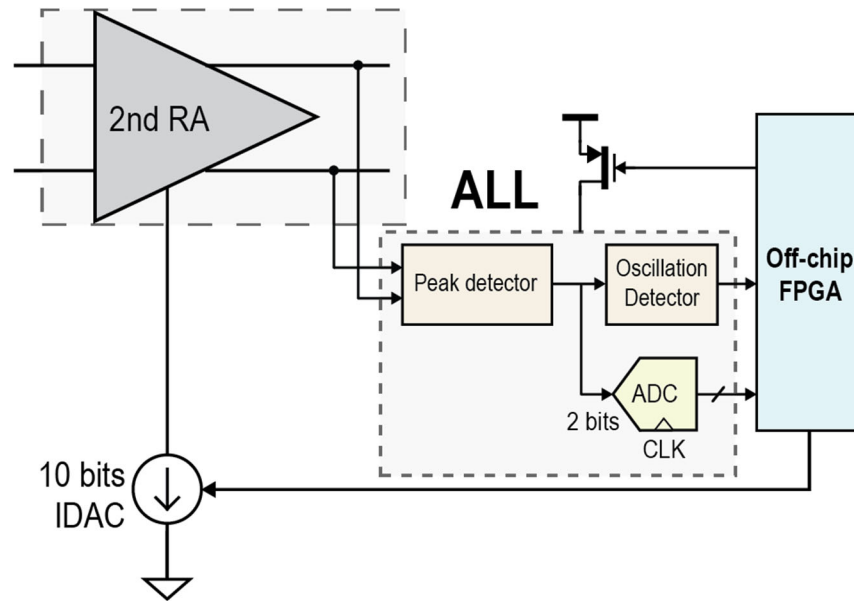 2nd RA
ALL
Off-chip
FPGA
Peak detector
Oscillation
Detector
ADC
2 bits
CLK
10 bits
IDAC